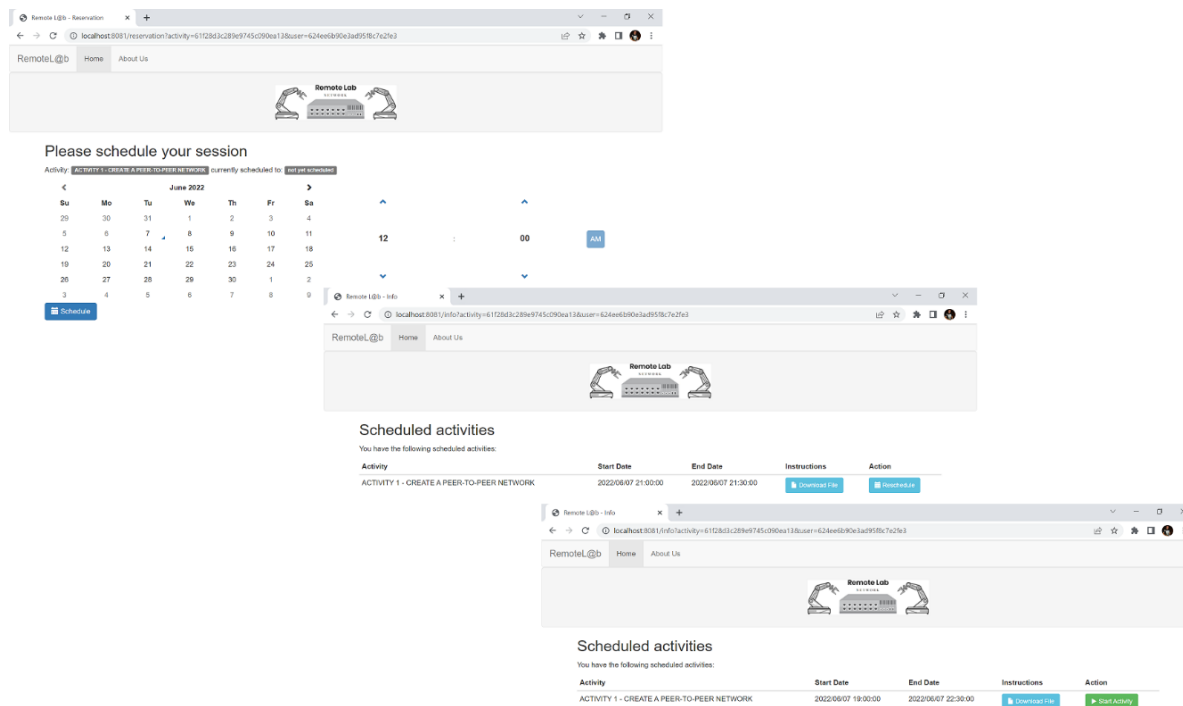 Remote L@b - Reservation
localhost:8081/reservation?activity=61f28d3c289e9745c090ea13&user=624ee6b90e3ad95f8c7e2fe3
RemoteL@b Home About Us
Remote Lab
NETWORK
Please schedule your session
Activity: ACTIVITY 1 - CREATE A PEER-TO-PEER NETWORK currently scheduled to: not yet scheduled
June 2022
Su Mo Tu We Th Fr Sa
29 30 31 1 2 3 4
5 6 7 8 9 10 11
12 13 14 15 16 17 18
19 20 21 22 23 24 25
26 27 28 29 30 1 2
3 4 5 6 7 8 9
12 : 00 AM
Schedule
Remote L@b - Info
localhost:8081/info?activity=61f28d3c289e9745c090ea13&user=624ee6b90e3ad95f8c7e2fe3
RemoteL@b Home About Us
Remote Lab
NETWORK
Scheduled activities
You have the following scheduled activities:
Activity Start Date End Date Instructions Action
ACTIVITY 1 - CREATE A PEER-TO-PEER NETWORK 2022/06/07 21:00:00 2022/06/07 21:30:00 Download File Reschedule
Remote L@b - Info
localhost:8081/info?activity=61f28d3c289e9745c090ea13&user=624ee6b90e3ad95f8c7e2fe3
RemoteL@b Home About Us
Remote Lab
NETWORK
Scheduled activities
You have the following scheduled activities:
Activity Start Date End Date Instructions Action
ACTIVITY 1 - CREATE A PEER-TO-PEER NETWORK 2022/06/07 19:00:00 2022/06/07 22:30:00 Download File Start Activity